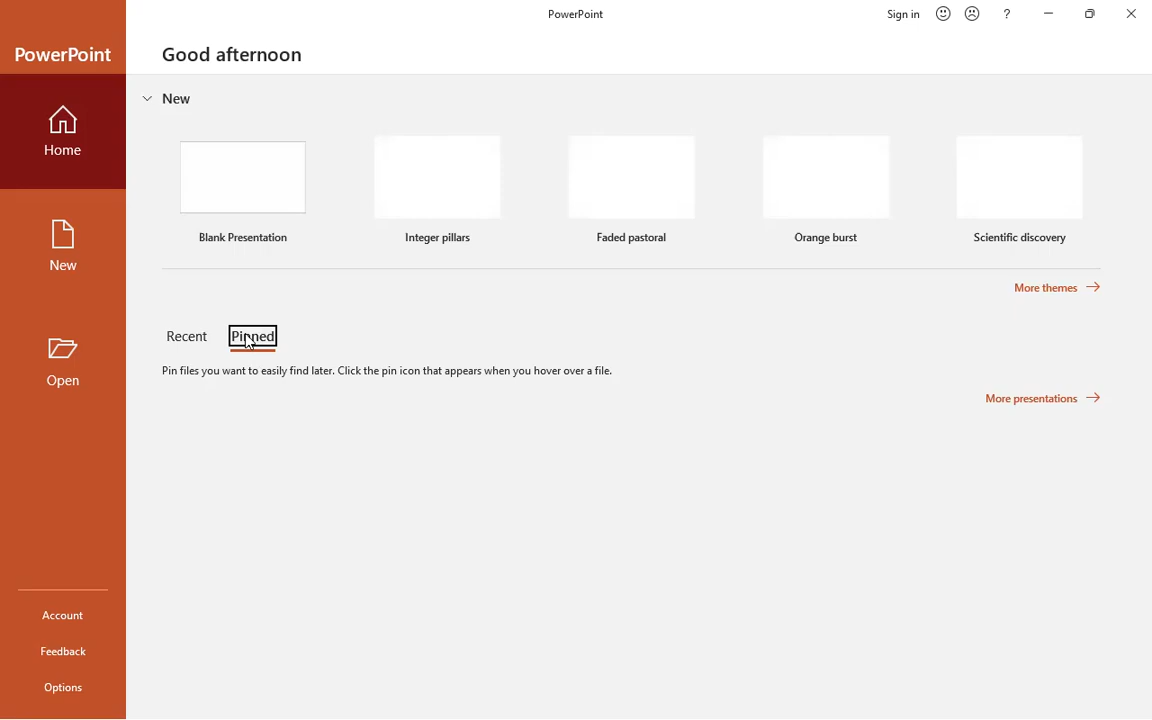 PowerPoint
Sign in
?
PowerPoint
Good afternoon
Home
New
Open
New
Blank Presentation
Integer pillars
Faded pastoral
Orange burst
Scientific discovery
More themes
Recent
Pinned
Pin files you want to easily find later. Click the pin icon that appears when you hover over a file.
More presentations
Account
Feedback
Options